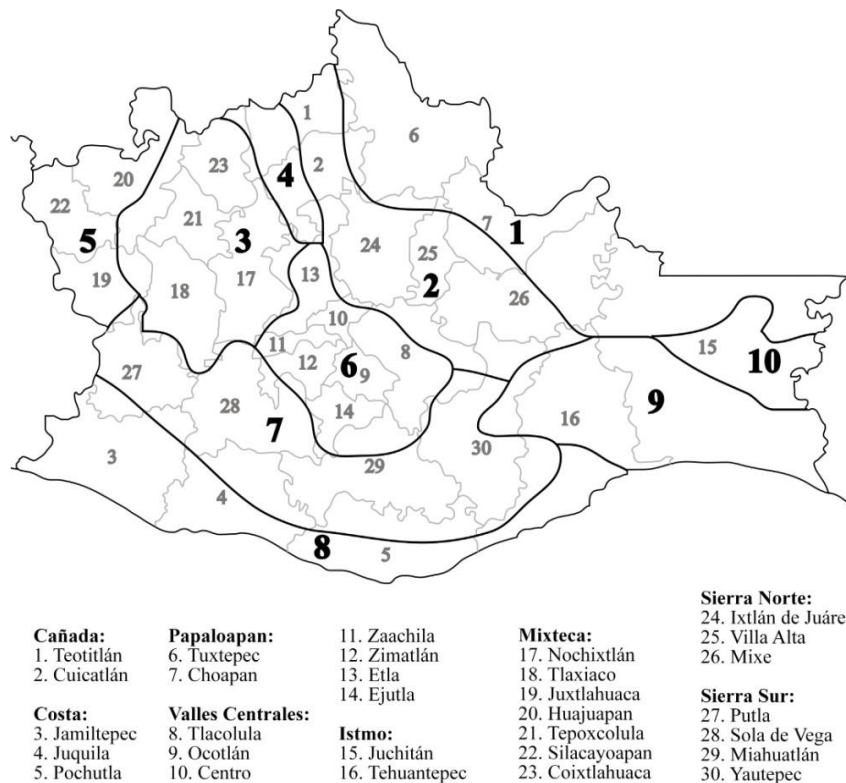 1
6
2
23
20
4
22
21
7
1
5
3
24
25
2
19
18
17
13
26
10
15
10
11
12
6
9
8
27
9
28
14
16
7
3
29
30
4
8
5
Cañada:
1. Teotitlán
2. Cuicatlán
Costa:
3. Jamiltepec
4. Juquila
5. Pochutla
Papaloapan:
6. Tuxtepec
7. Choapan
Valles Centrales:
8. Tlacolula
9. Ocotlán
10. Centro
11. Zaachila
12. Zimatlán
13. Etla
14. Ejutla
Istmo:
15. Juchitán
16. Tehuantepec
Mixteca:
17. Nochixtlán
18. Tlaxiaco
19. Juxtlahuaca
20. Huajuapan
21. Tepoxcolula
22. Silacayoapan
23. Coixtlahuaca
Sierra Norte:
24. Ixtlán de Juáre
25. Villa Alta
26. Mixe
Sierra Sur:
27. Putla
28. Sola de Vega
29. Miahuatlán
30. Yautepec